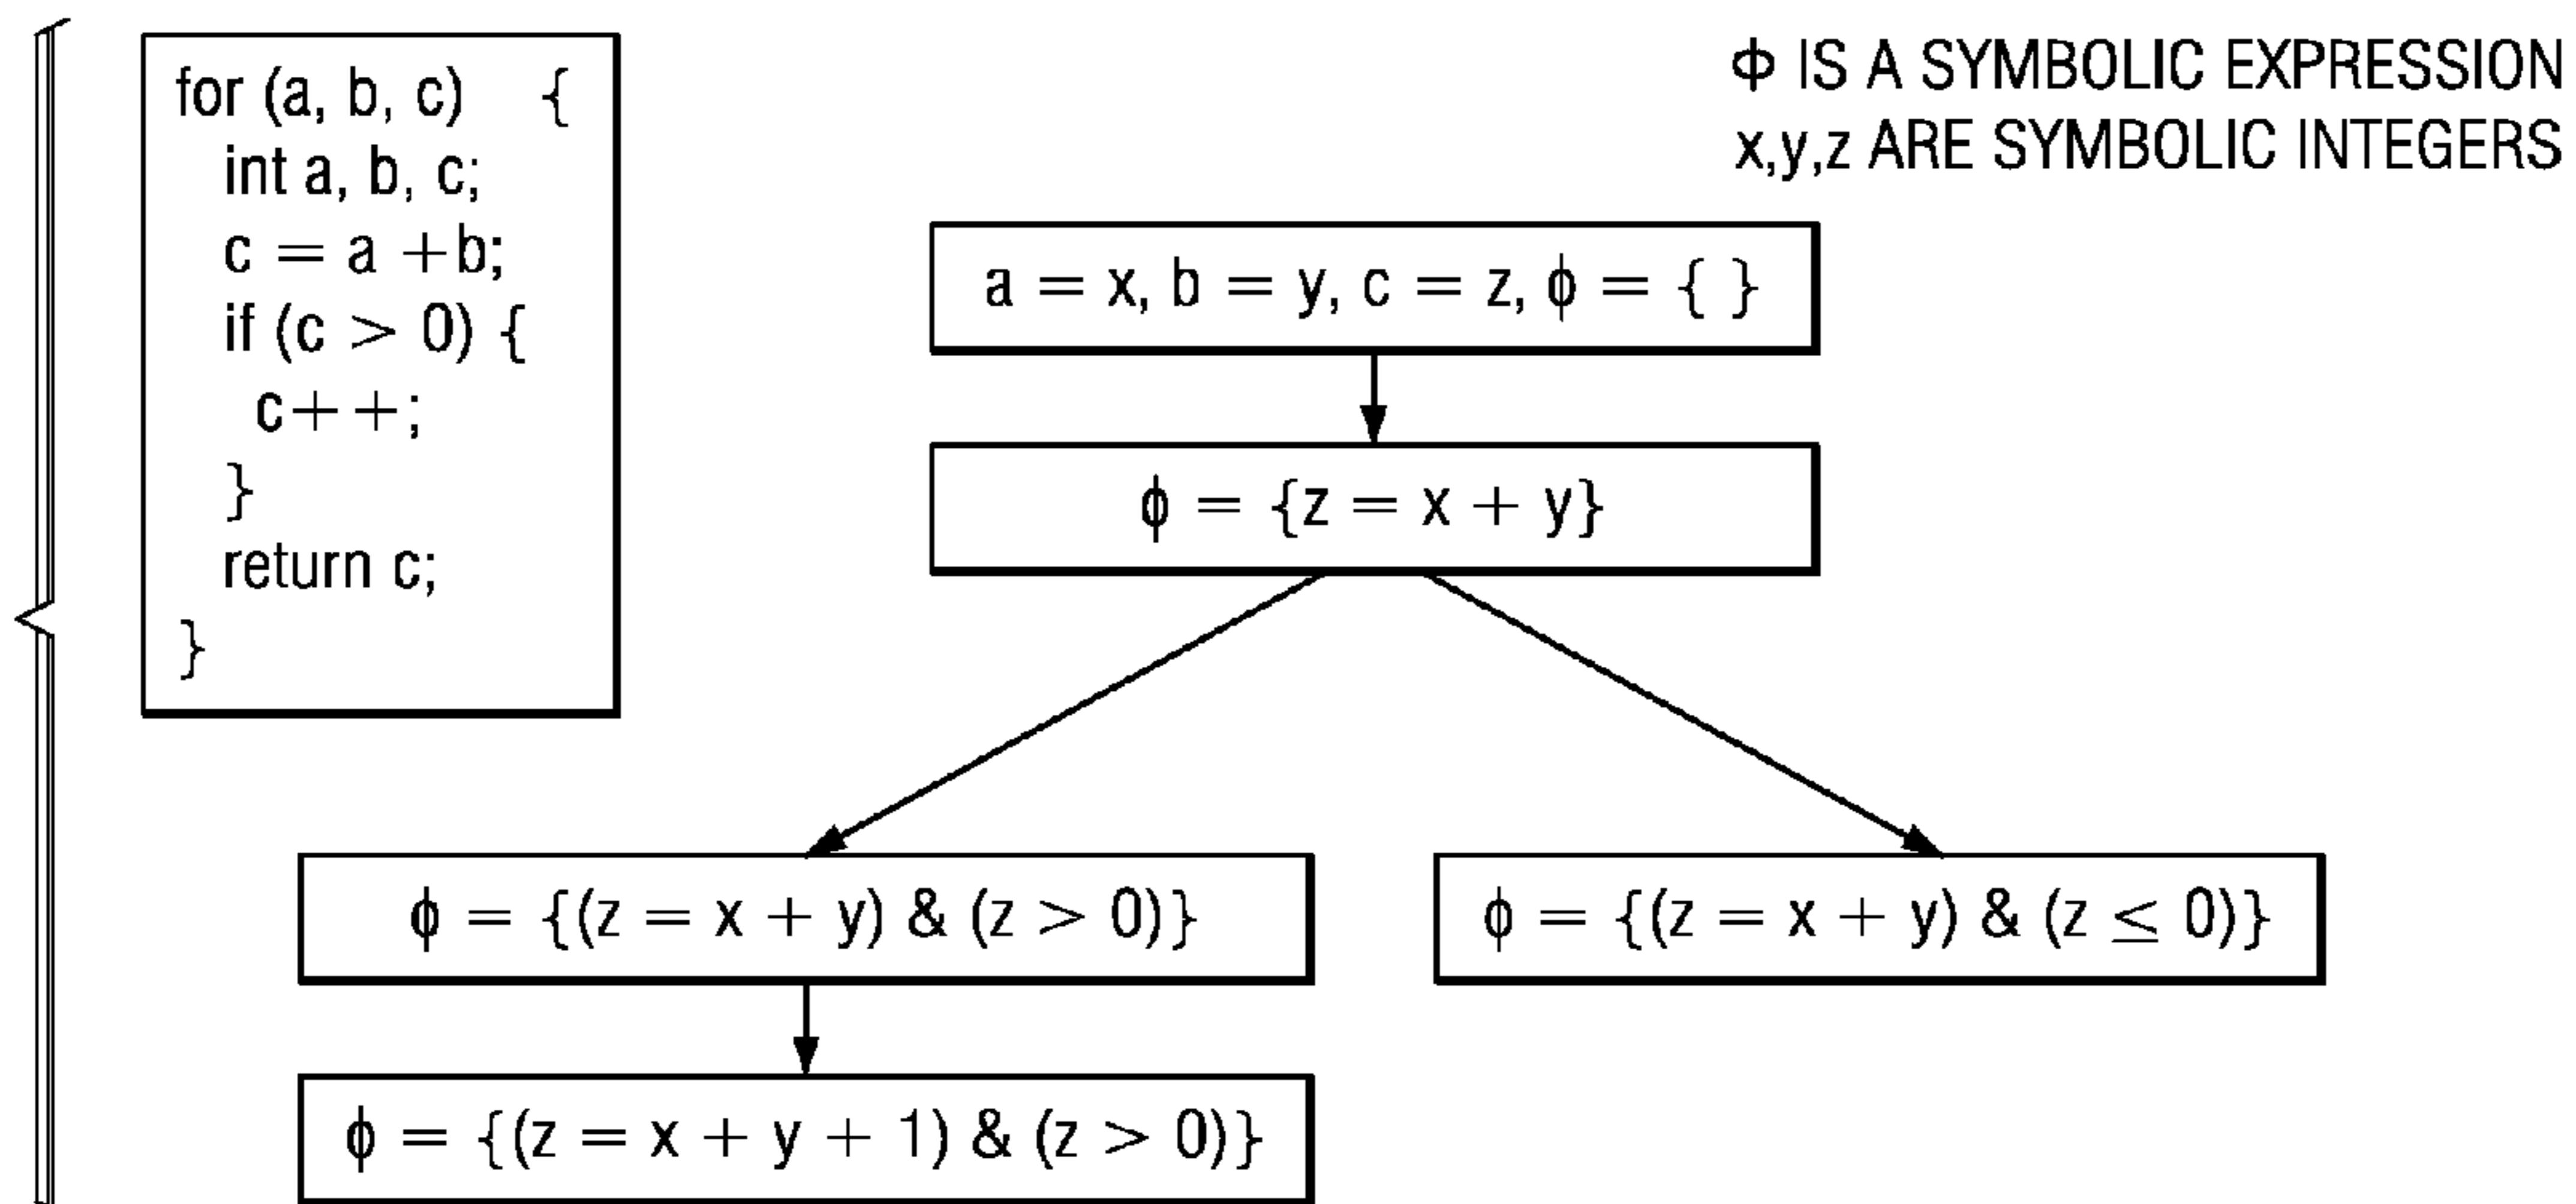 for (a, b, c) {
int a, b, c;
c = a +b;
if (c > 0) {
c++;
}
return c;
}
ϕ IS A SYMBOLIC EXPRESSION
x,y,z ARE SYMBOLIC INTEGERS
a = x, b = y, c = z, ϕ = { }
ϕ = {z = x + y}
ϕ = {(z = x + y) & (z > 0)}
ϕ = {(z = x + y) & (z ≤ 0)}
ϕ = {(z = x + y + 1) & (z > 0)}